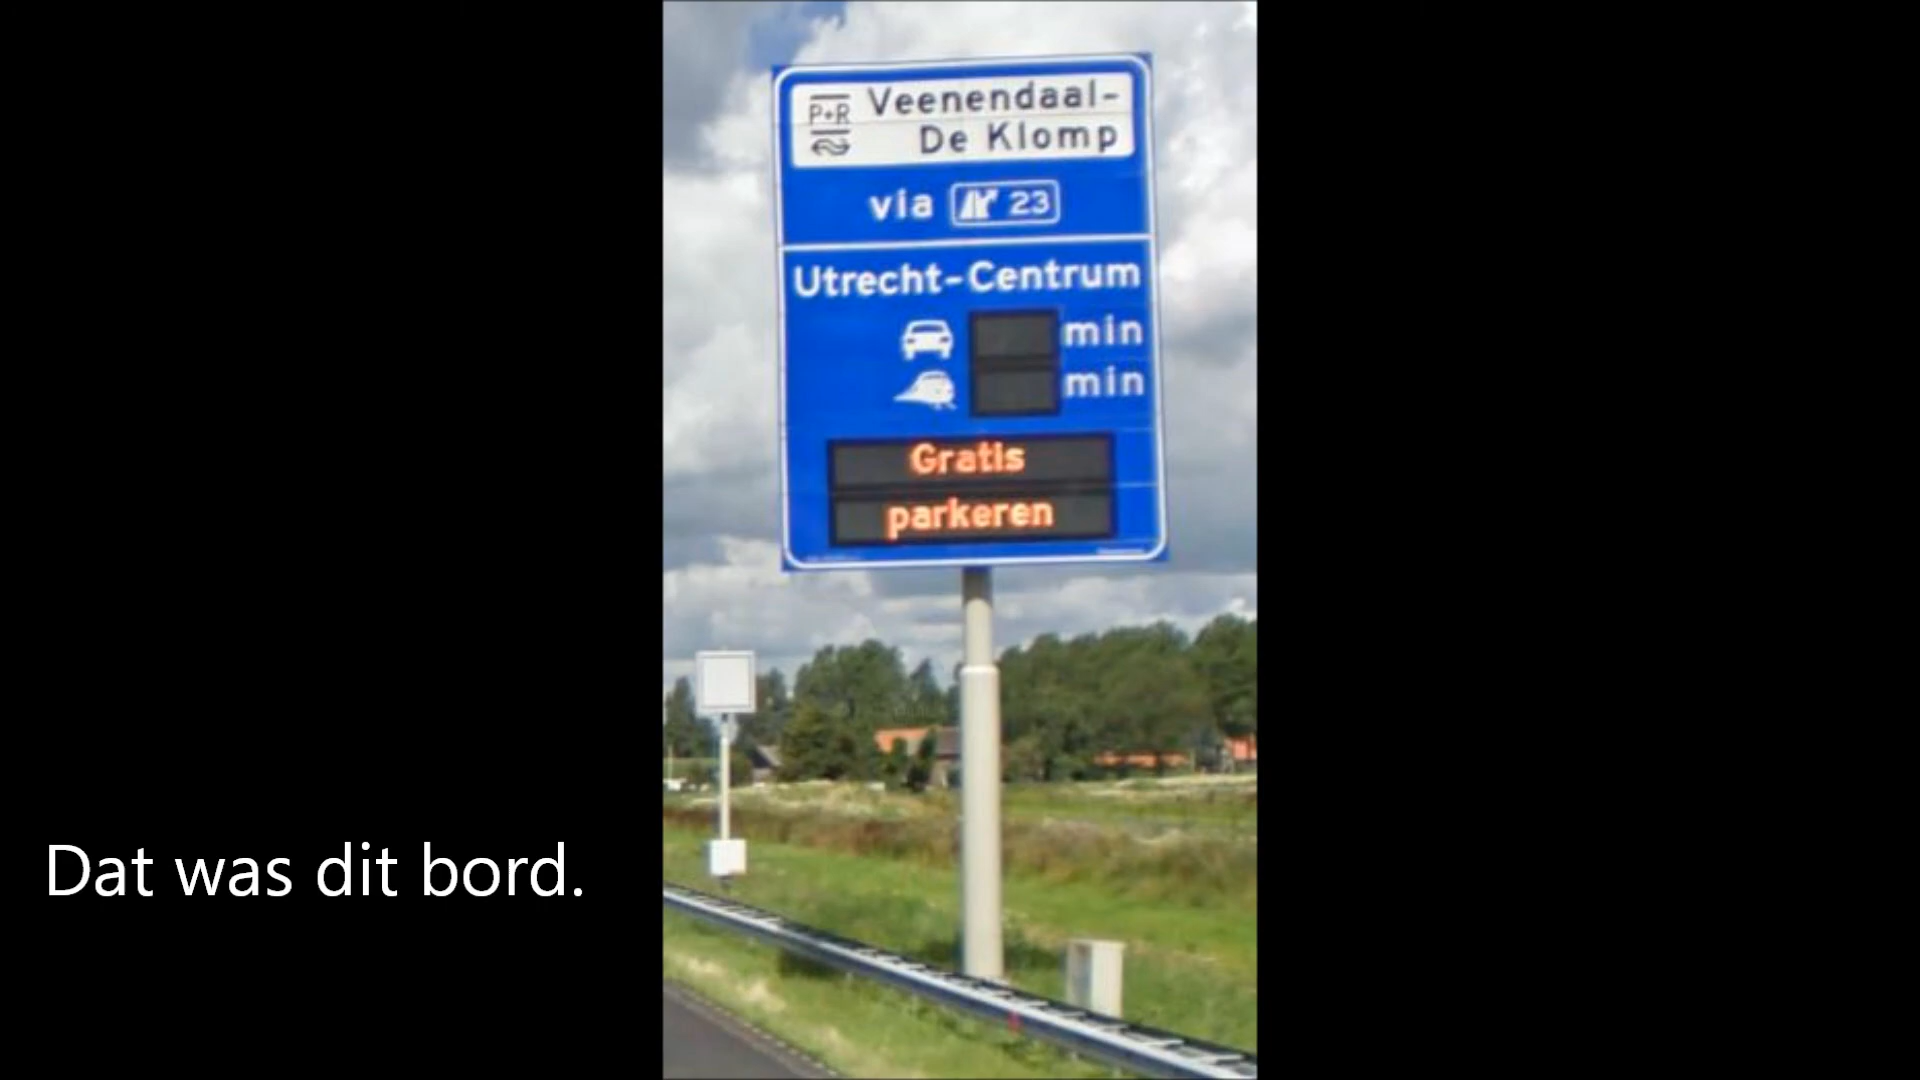 P+R Veenendaal-
De Klomp
via 23
Utrecht-Centrum
min
min
Gratis
parkeren
Dat was dit bord.